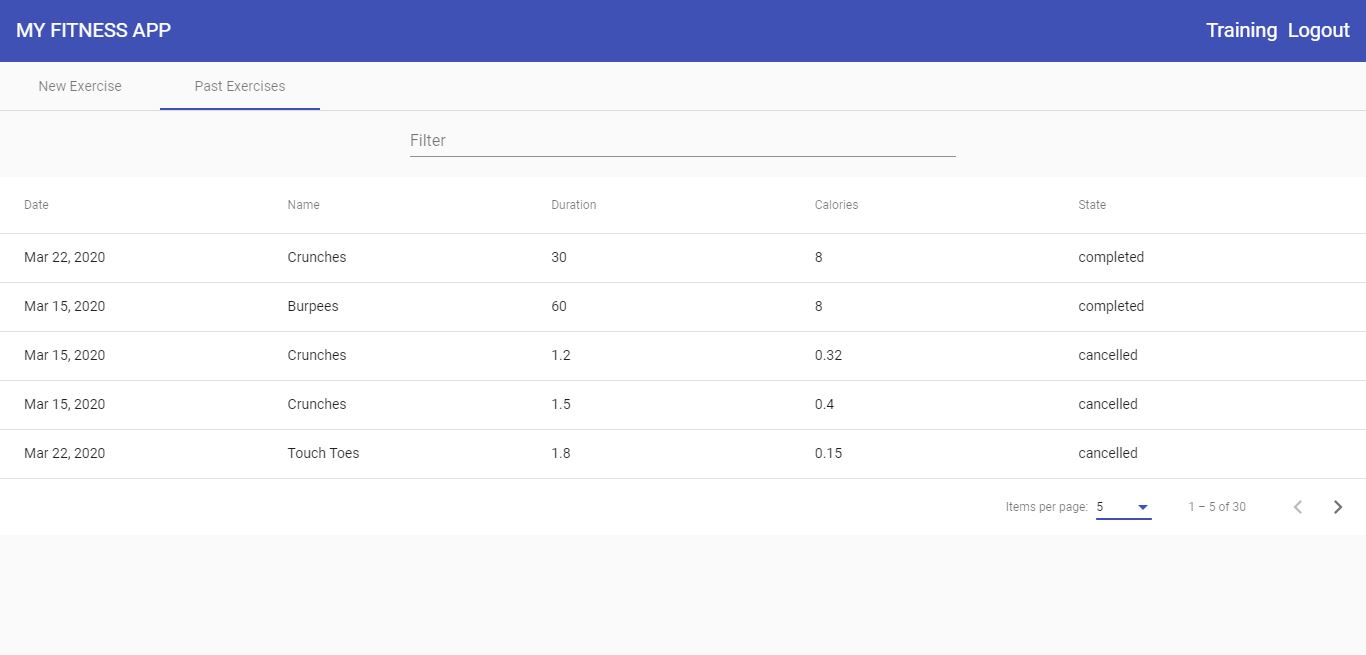 MY FITNESS APP Training Logout
New Exercise Past Exercises
Filter
Date Name Duration Calories State
Mar 22, 2020 Crunches 30 8 completed
Mar 15, 2020 Burpees 60 8 completed
Mar 15, 2020 Crunches 1.2 0.32 cancelled
Mar 15, 2020 Crunches 1.5 0.4 cancelled
Mar 22, 2020 Touch Toes 1.8 0.15 cancelled
Items per page: 5 1 – 5 of 30